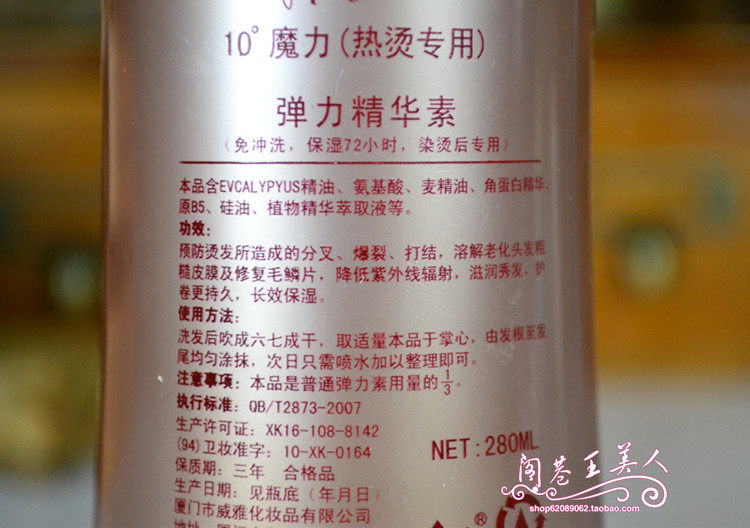 10°魔力(热烫专用)
弹力精华素
(免冲洗，保湿72小时，染烫后专用)
本品含EVCALYPYUS精油、氨基酸、麦精油、角蛋白精华、
原B5、硅油、植物精华萃取液等。
功效：
预防烫发所造成的分叉、爆裂、打结，溶解老化头发粗
糙皮膜及修复毛鳞片，降低紫外线辐射，滋润秀发，护
卷更持久，长效保湿。
使用方法：
洗发后吹成六七成干，取适量本品于掌心，由发根至发
尾均匀涂抹，次日只需喷水加以整理即可。
注意事项：本品是普通弹力素用量的1/3。
执行标准：QB/T2873-2007
生产许可证：XK16-108-8142
(94)卫妆准字：10-XK-0164
保质期：三年 合格品
生产日期：见瓶底（年月日）
厦门市威雅化妆品有限公司
NET:280ML
®
阁苍王美人
shop62089062.taobao.com